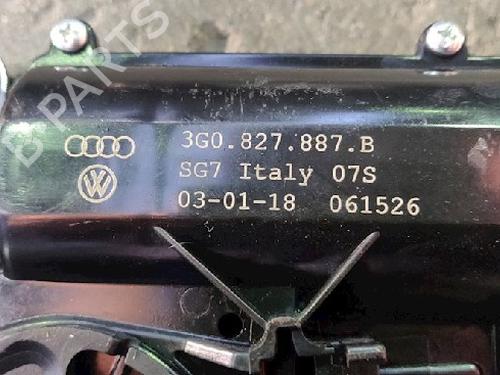 B-PARTS
3G0.827.887.B
SG7 Italy 07S
03-01-18 061526